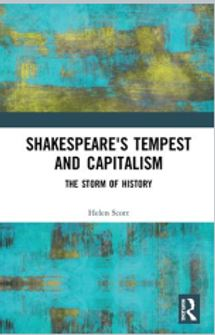 SHAKESPEARE'S TEMPEST
AND CAPITALISM
THE STORM OF HISTORY
Helen Scott